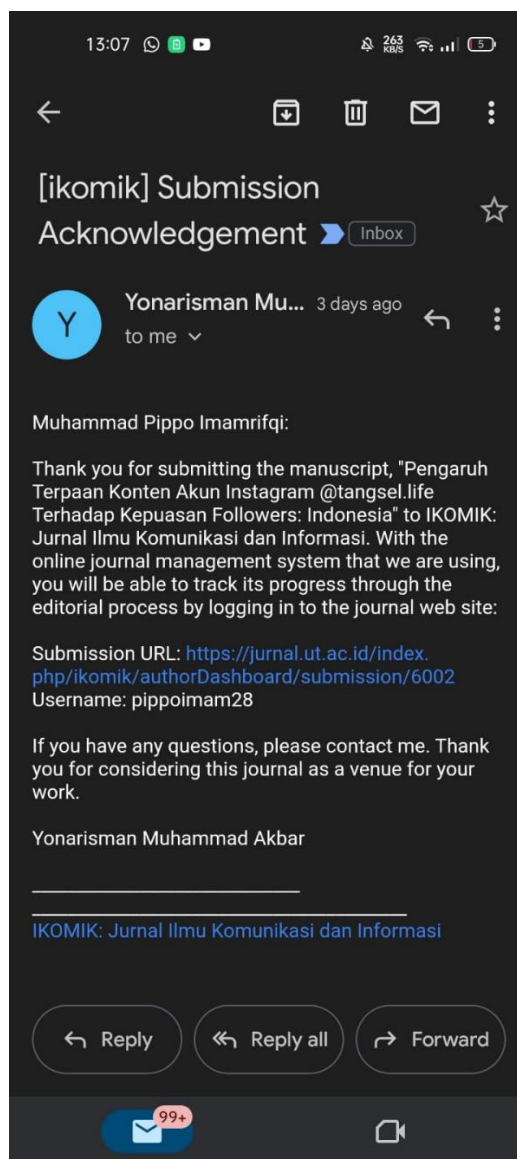 13:07
263 KB/S
5
[ikomik] Submission
Acknowledgement Inbox
Yonarisman Mu... 3 days ago
Y
to me
Muhammad Pippo Imamrifqi:
Thank you for submitting the manuscript, "Pengaruh
Terpaan Konten Akun Instagram @tangsel.life
Terhadap Kepuasan Followers: Indonesia" to IKOMIK:
Jurnal Ilmu Komunikasi dan Informasi. With the
online journal management system that we are using,
you will be able to track its progress through the
editorial process by logging in to the journal web site:
Submission URL: https://jurnal.ut.ac.id/index.
php/ikomik/authorDashboard/submission/6002
Username: pippoimam28
If you have any questions, please contact me. Thank
you for considering this journal as a venue for your
work.
Yonarisman Muhammad Akbar
IKOMIK: Jurnal Ilmu Komunikasi dan Informasi
Reply
Reply all
Forward
99+